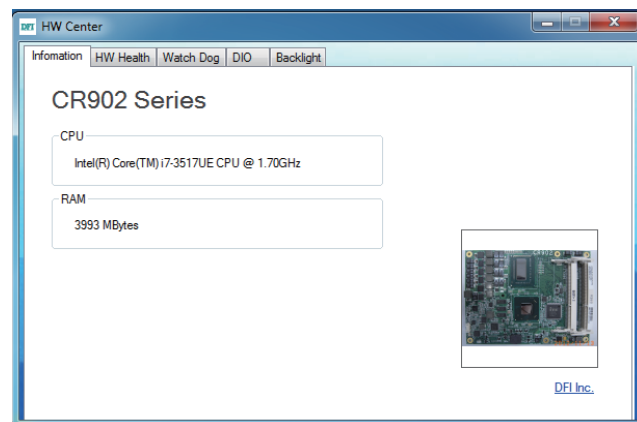 DFI HW Center
Infomation HW Health Watch Dog DIO Backlight
CR902 Series
CPU
Intel(R) Core(TM) i7-3517UE CPU @ 1.70GHz
RAM
3993 MBytes
CR902
DFI Inc.